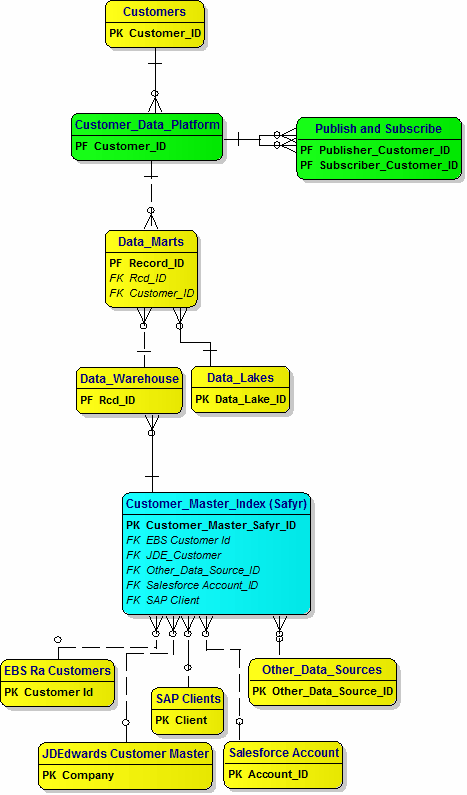 Customers
PK Customer_ID
Customer_Data_Platform
PF Customer_ID
Publish and Subscribe
PF Publisher_Customer_ID
PF Subscriber_Customer_ID
Data_Marts
PF Record_ID
FK Rcd_ID
FK Customer_ID
Data_Warehouse
PF Rcd_ID
Data_Lakes
PK Data_Lake_ID
Customer_Master_Index (Safyr)
PK Customer_Master_Safyr_ID
FK EBS Customer Id
FK JDE_Customer
FK Other_Data_Source_ID
FK Salesforce Account_ID
FK SAP Client
EBS Ra Customers
PK Customer Id
SAP Clients
PK Client
Other_Data_Sources
PK Other_Data_Source_ID
JDEdwards Customer Master
PK Company
Salesforce Account
PK Account_ID